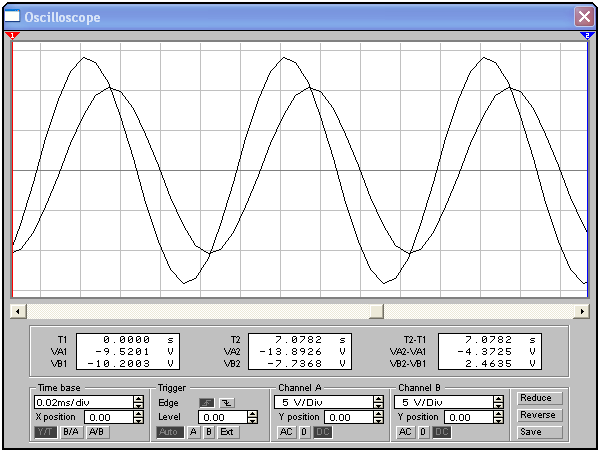 Oscilloscope
1 2
T1 0.0000 s T2 7.0782 s T2-T1 7.0782 s
VA1 -9.5201 V VA2 -13.8926 V VA2-VA1 -4.3725 V
VB1 -10.2003 V VB2 -7.7368 V VB2-VB1 2.4635 V
Time base Trigger Channel A Channel B Reduce
0.02ms/div Edge 5 V/Div 5 V/Div Reverse
X position 0.00 Level 0.00 Y position 0.00 Y position 0.00
Y/T B/A A/B Auto A B Ext AC 0 DC AC 0 DC Save